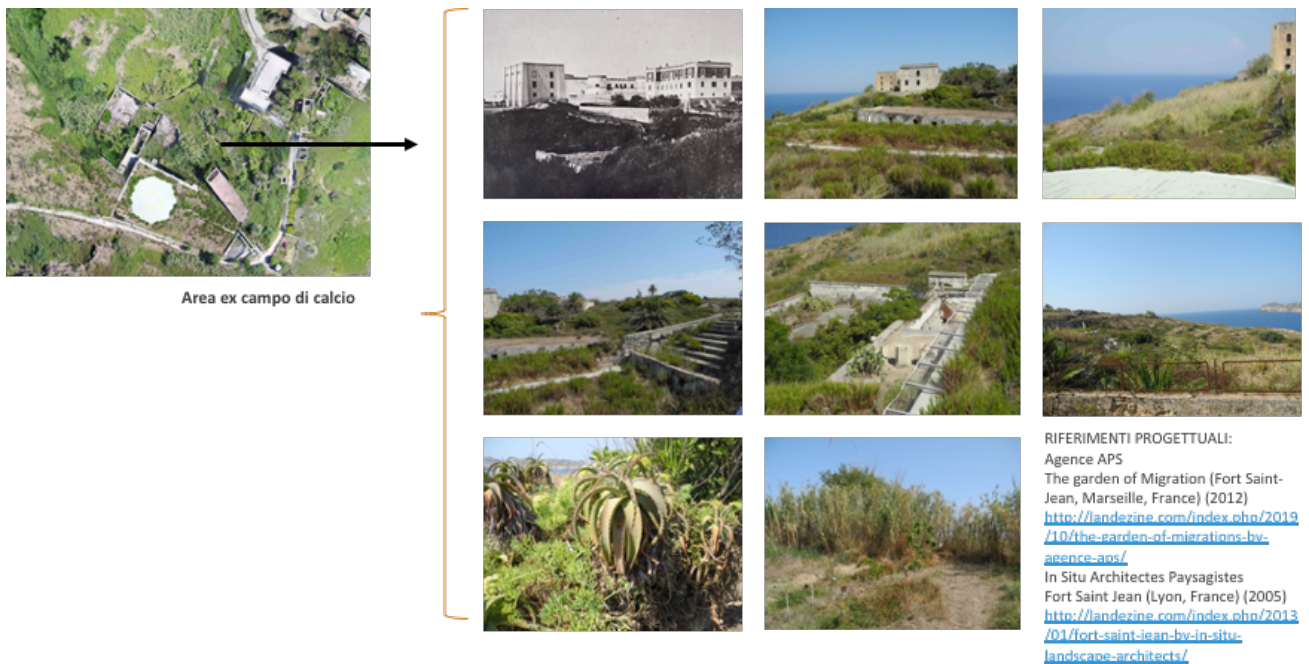 Area ex campo di calcio
RIFERIMENTI PROGETTUALI:
Agence APS
The garden of Migration (Fort Saint-
Jean, Marseille, France) (2012)
http://landezine.com/index.php/2019
/10/the-garden-of-migrations-by-
agence-aps/
In Situ Architectes Paysagistes
Fort Saint Jean (Lyon, France) (2005)
http://landezine.com/index.php/2013
/01/fort-saint-jean-by-in-situ-
landscape-architects/